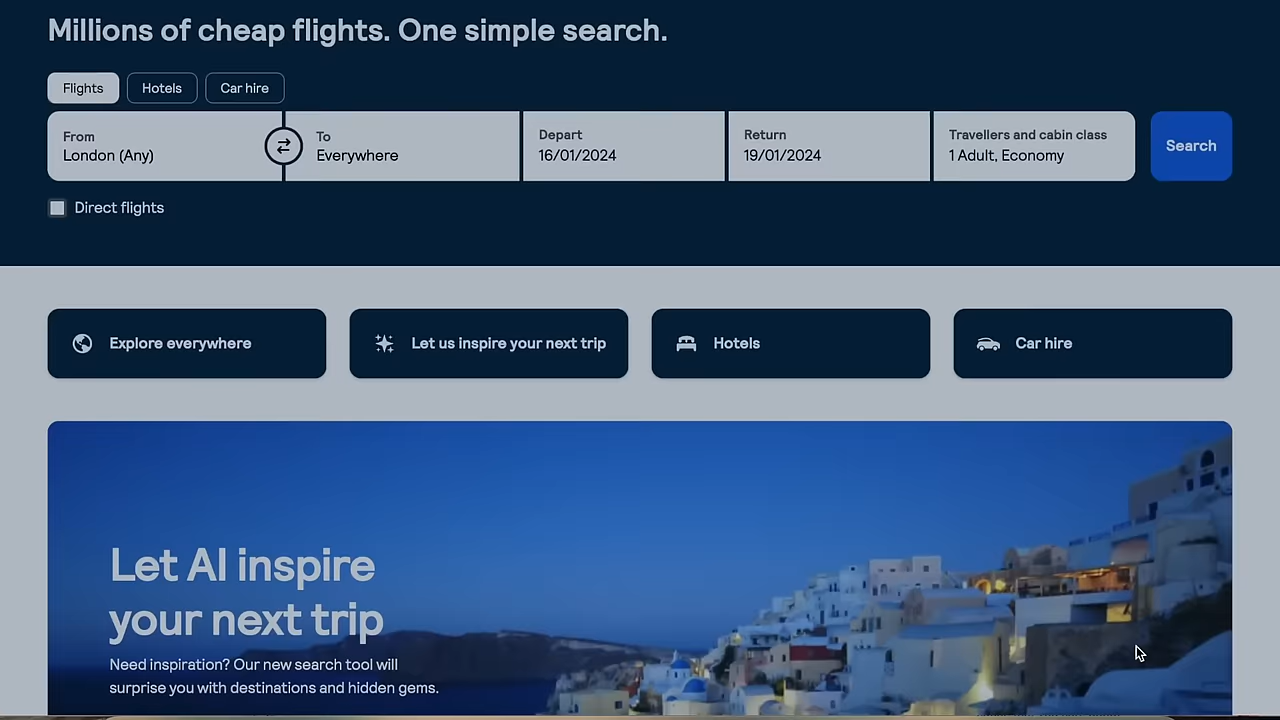 Millions of cheap flights. One simple search.
Flights
Hotels
Car hire
From
London (Any)
To
Everywhere
Depart
16/01/2024
Return
19/01/2024
Travellers and cabin class
1 Adult, Economy
Search
Direct flights
Explore everywhere
Let us inspire your next trip
Hotels
Car hire
Let AI inspire
your next trip
Need inspiration? Our new search tool will
surprise you with destinations and hidden gems.